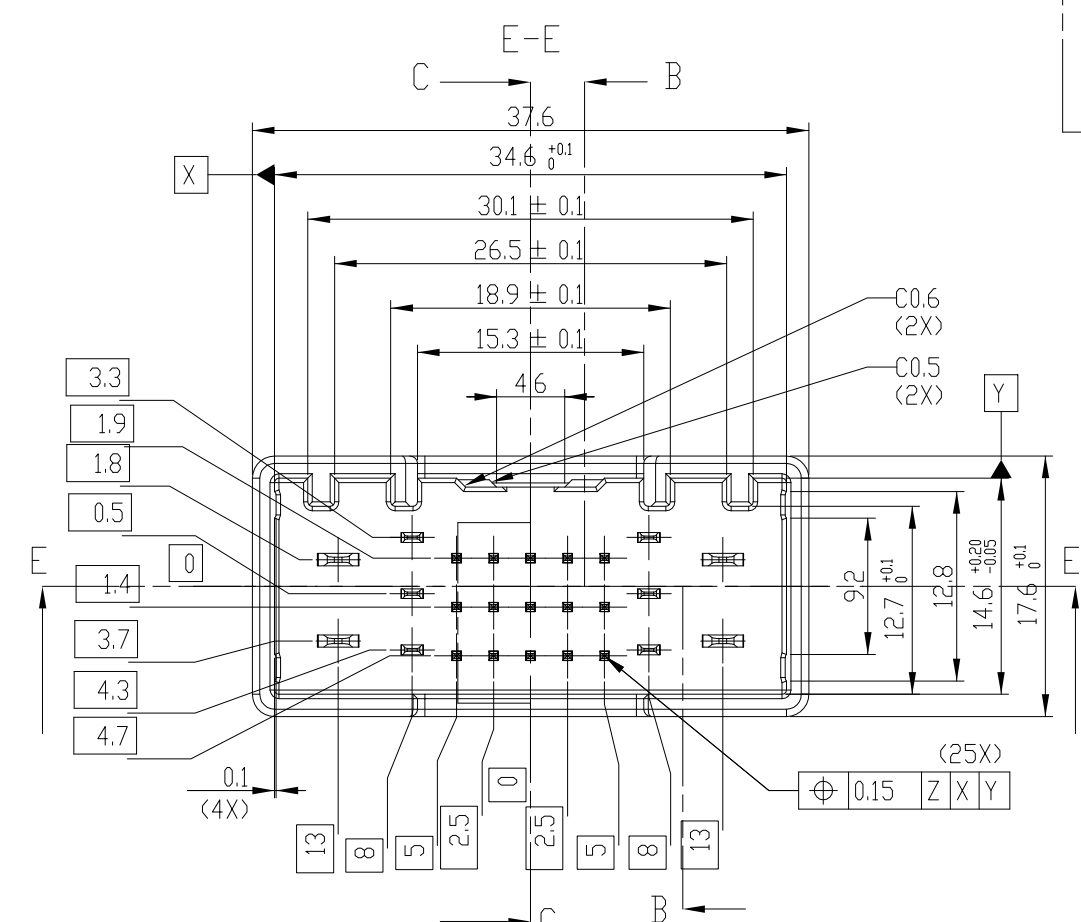 E-E
C
B
37.6
34.6 +0.1 0
X
30.1 ± 0.1
26.5 ± 0.1
18.9 ± 0.1
C0.6
(2X)
15.3 ± 0.1
C0.5
(2X)
4.6
Y
3.3
1.9
1.8
0.5
E
0
E
1.4
3.7
4.3
4.7
9.2
12.7 +0.1 0
12.8
14.6 +0.20 -0.05
17.6 +0.1 0
0.1
(4X)
(25X)
0.15 Z X Y
13
8
5
2.5
0
2.5
5
8
13
C
B